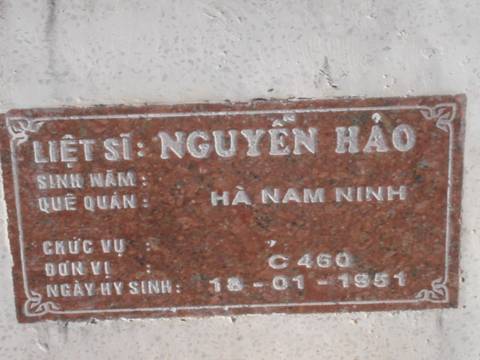 LIỆT SĨ: NGUYỄN HẢO
SINH NĂM :
QUÊ QUÁN : HÀ NAM NINH
CHỨC VỤ :
ĐƠN VỊ : C 460
NGÀY HY SINH : 18 - 01 - 1951